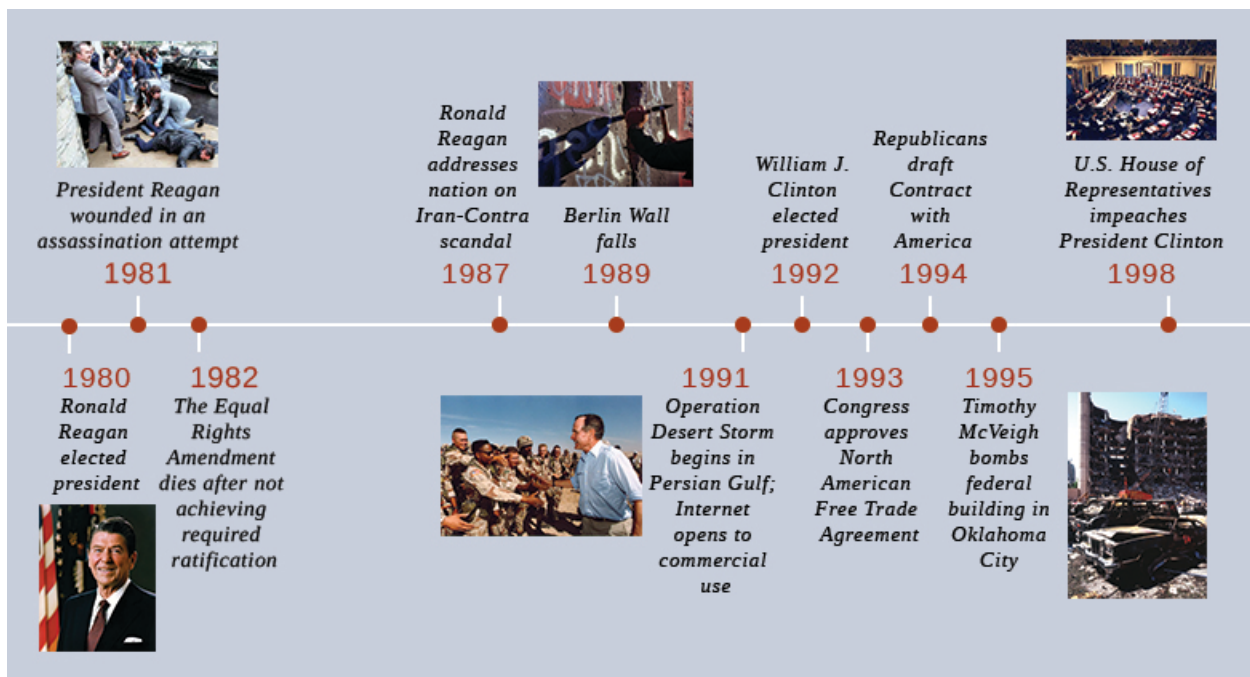 President Reagan
wounded in an
assassination attempt
1981
Ronald
Reagan
addresses
nation on
Iran-Contra
scandal
1987
Berlin Wall
falls
1989
William J.
Clinton
elected
president
1992
Republicans
draft
Contract
with
America
1994
U.S. House of
Representatives
impeaches
President Clinton
1998
1980
Ronald
Reagan
elected
president
1982
The Equal
Rights
Amendment
dies after not
achieving
required
ratification
1991
Operation
Desert Storm
begins in
Persian Gulf;
Internet
opens to
commercial
use
1993
Congress
approves
North
American
Free Trade
Agreement
1995
Timothy
McVeigh
bombs
federal
building in
Oklahoma
City